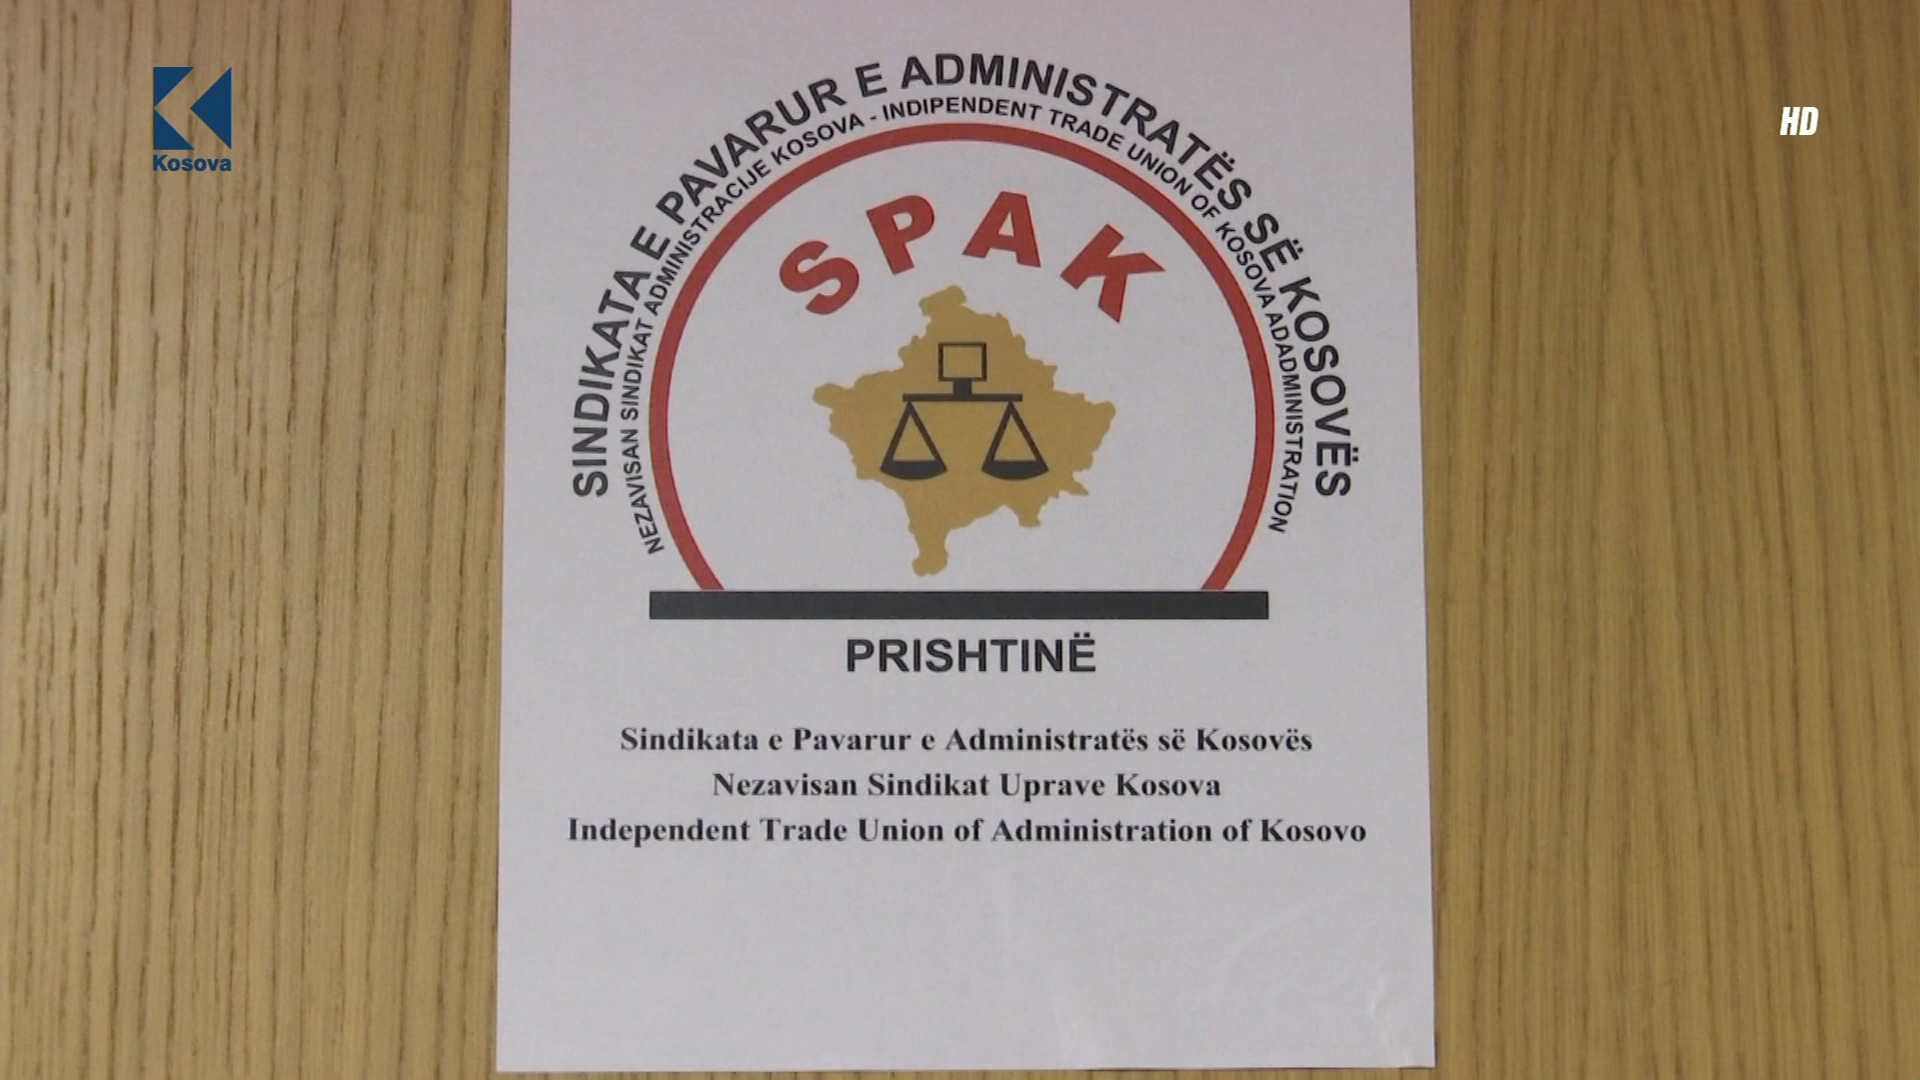 Kosova
HD
SINDIKATA E PAVARUR E ADMINISTRATËS SË KOSOVËS
NEZAVISAN SINDIKAT ADMINISTRACIJE KOSOVA - INDIPENDENT TRADE UNION OF KOSOVA ADADMINISTRATION
SPAK
PRISHTINË
Sindikata e Pavarur e Administratës së Kosovës
Nezavisan Sindikat Uprave Kosova
Independent Trade Union of Administration of Kosovo